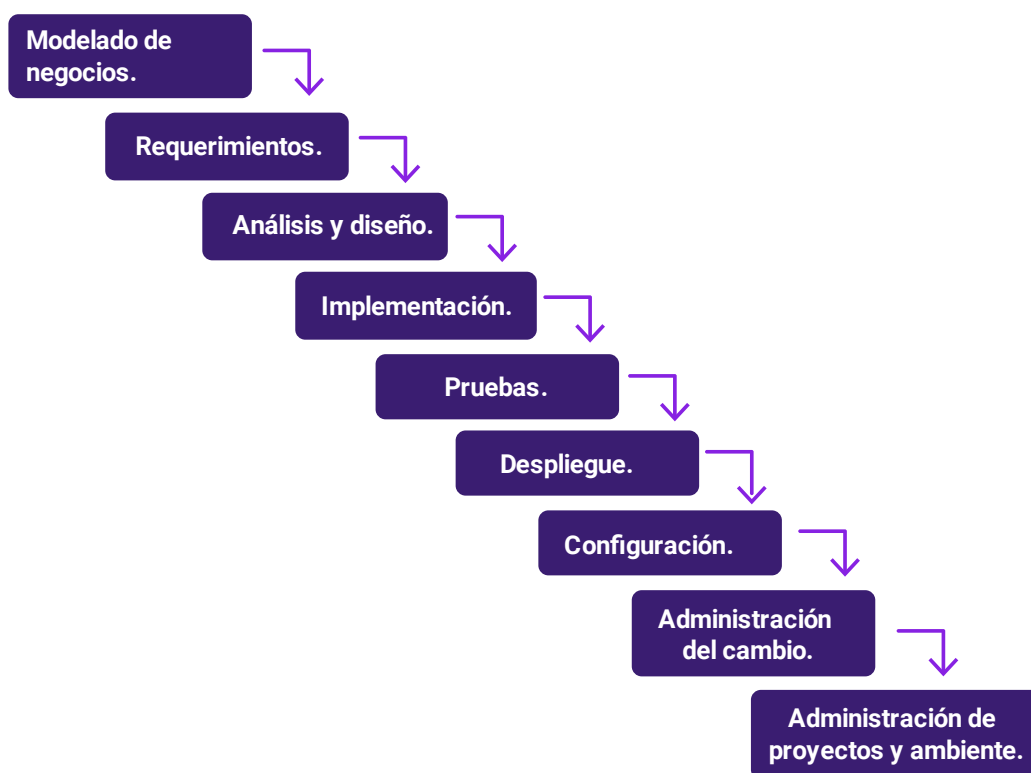 Modelado de
negocios.
Requerimientos.
Análisis y diseño.
Implementación.
Pruebas.
Despliegue.
Configuración.
Administración
del cambio.
Administración de
proyectos y ambiente.